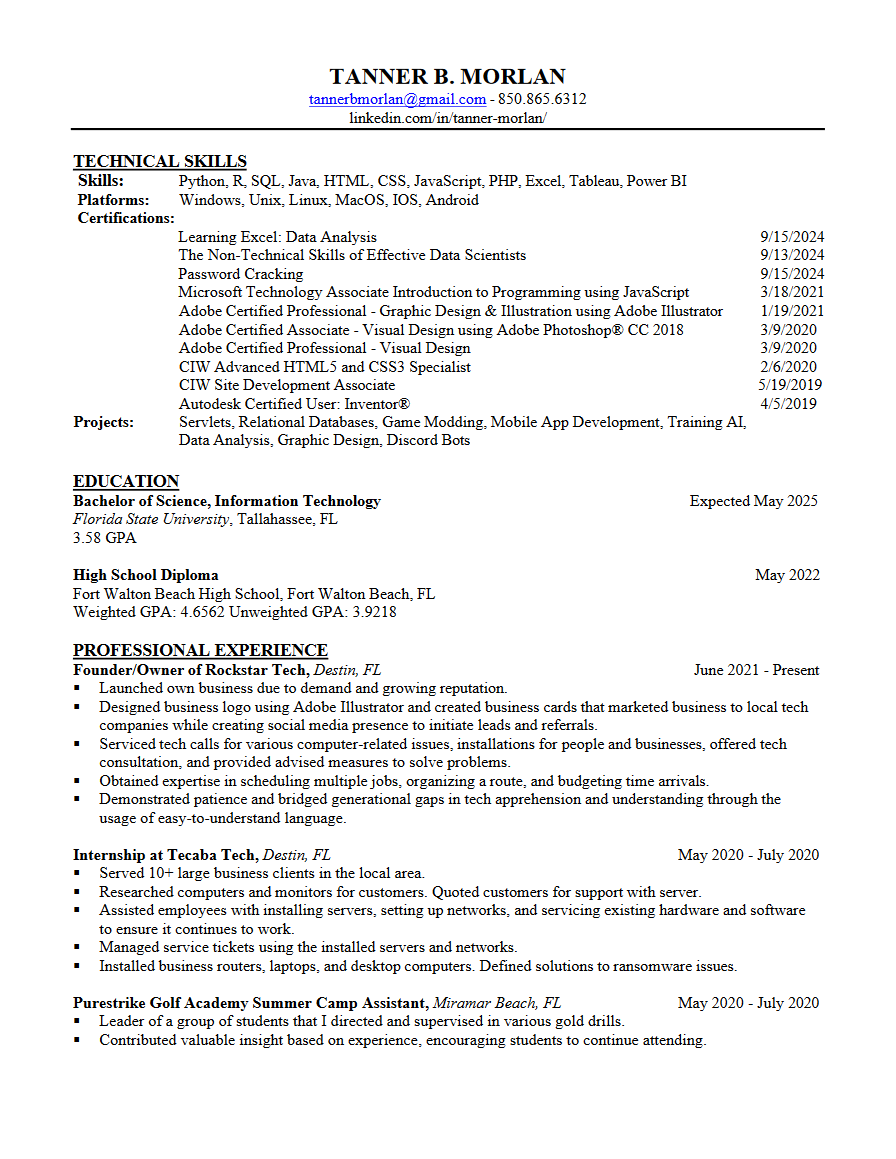 TANNER B. MORLAN
tannerbmorlan@gmail.com - 850.865.6312
linkedin.com/in/tanner-morlan/
TECHNICAL SKILLS
Skills: Python, R, SQL, Java, HTML, CSS, JavaScript, PHP, Excel, Tableau, Power BI
Platforms: Windows, Unix, Linux, MacOS, IOS, Android
Certifications:
Learning Excel: Data Analysis 9/15/2024
The Non-Technical Skills of Effective Data Scientists 9/13/2024
Password Cracking 9/15/2024
Microsoft Technology Associate Introduction to Programming using JavaScript 3/18/2021
Adobe Certified Professional - Graphic Design & Illustration using Adobe Illustrator 1/19/2021
Adobe Certified Associate - Visual Design using Adobe Photoshop® CC 2018 3/9/2020
Adobe Certified Professional - Visual Design 3/9/2020
CIW Advanced HTML5 and CSS3 Specialist 2/6/2020
CIW Site Development Associate 5/19/2019
Autodesk Certified User: Inventor® 4/5/2019
Projects: Servlets, Relational Databases, Game Modding, Mobile App Development, Training AI,
Data Analysis, Graphic Design, Discord Bots
EDUCATION
Bachelor of Science, Information Technology Expected May 2025
Florida State University, Tallahassee, FL
3.58 GPA
High School Diploma May 2022
Fort Walton Beach High School, Fort Walton Beach, FL
Weighted GPA: 4.6562 Unweighted GPA: 3.9218
PROFESSIONAL EXPERIENCE
Founder/Owner of Rockstar Tech, Destin, FL June 2021 - Present
▪ Launched own business due to demand and growing reputation.
▪ Designed business logo using Adobe Illustrator and created business cards that marketed business to local tech
companies while creating social media presence to initiate leads and referrals.
▪ Serviced tech calls for various computer-related issues, installations for people and businesses, offered tech
consultation, and provided advised measures to solve problems.
▪ Obtained expertise in scheduling multiple jobs, organizing a route, and budgeting time arrivals.
▪ Demonstrated patience and bridged generational gaps in tech apprehension and understanding through the
usage of easy-to-understand language.
Internship at Tecaba Tech, Destin, FL May 2020 - July 2020
▪ Served 10+ large business clients in the local area.
▪ Researched computers and monitors for customers. Quoted customers for support with server.
▪ Assisted employees with installing servers, setting up networks, and servicing existing hardware and software
to ensure it continues to work.
▪ Managed service tickets using the installed servers and networks.
▪ Installed business routers, laptops, and desktop computers. Defined solutions to ransomware issues.
Purestrike Golf Academy Summer Camp Assistant, Miramar Beach, FL May 2020 - July 2020
▪ Leader of a group of students that I directed and supervised in various gold drills.
▪ Contributed valuable insight based on experience, encouraging students to continue attending.